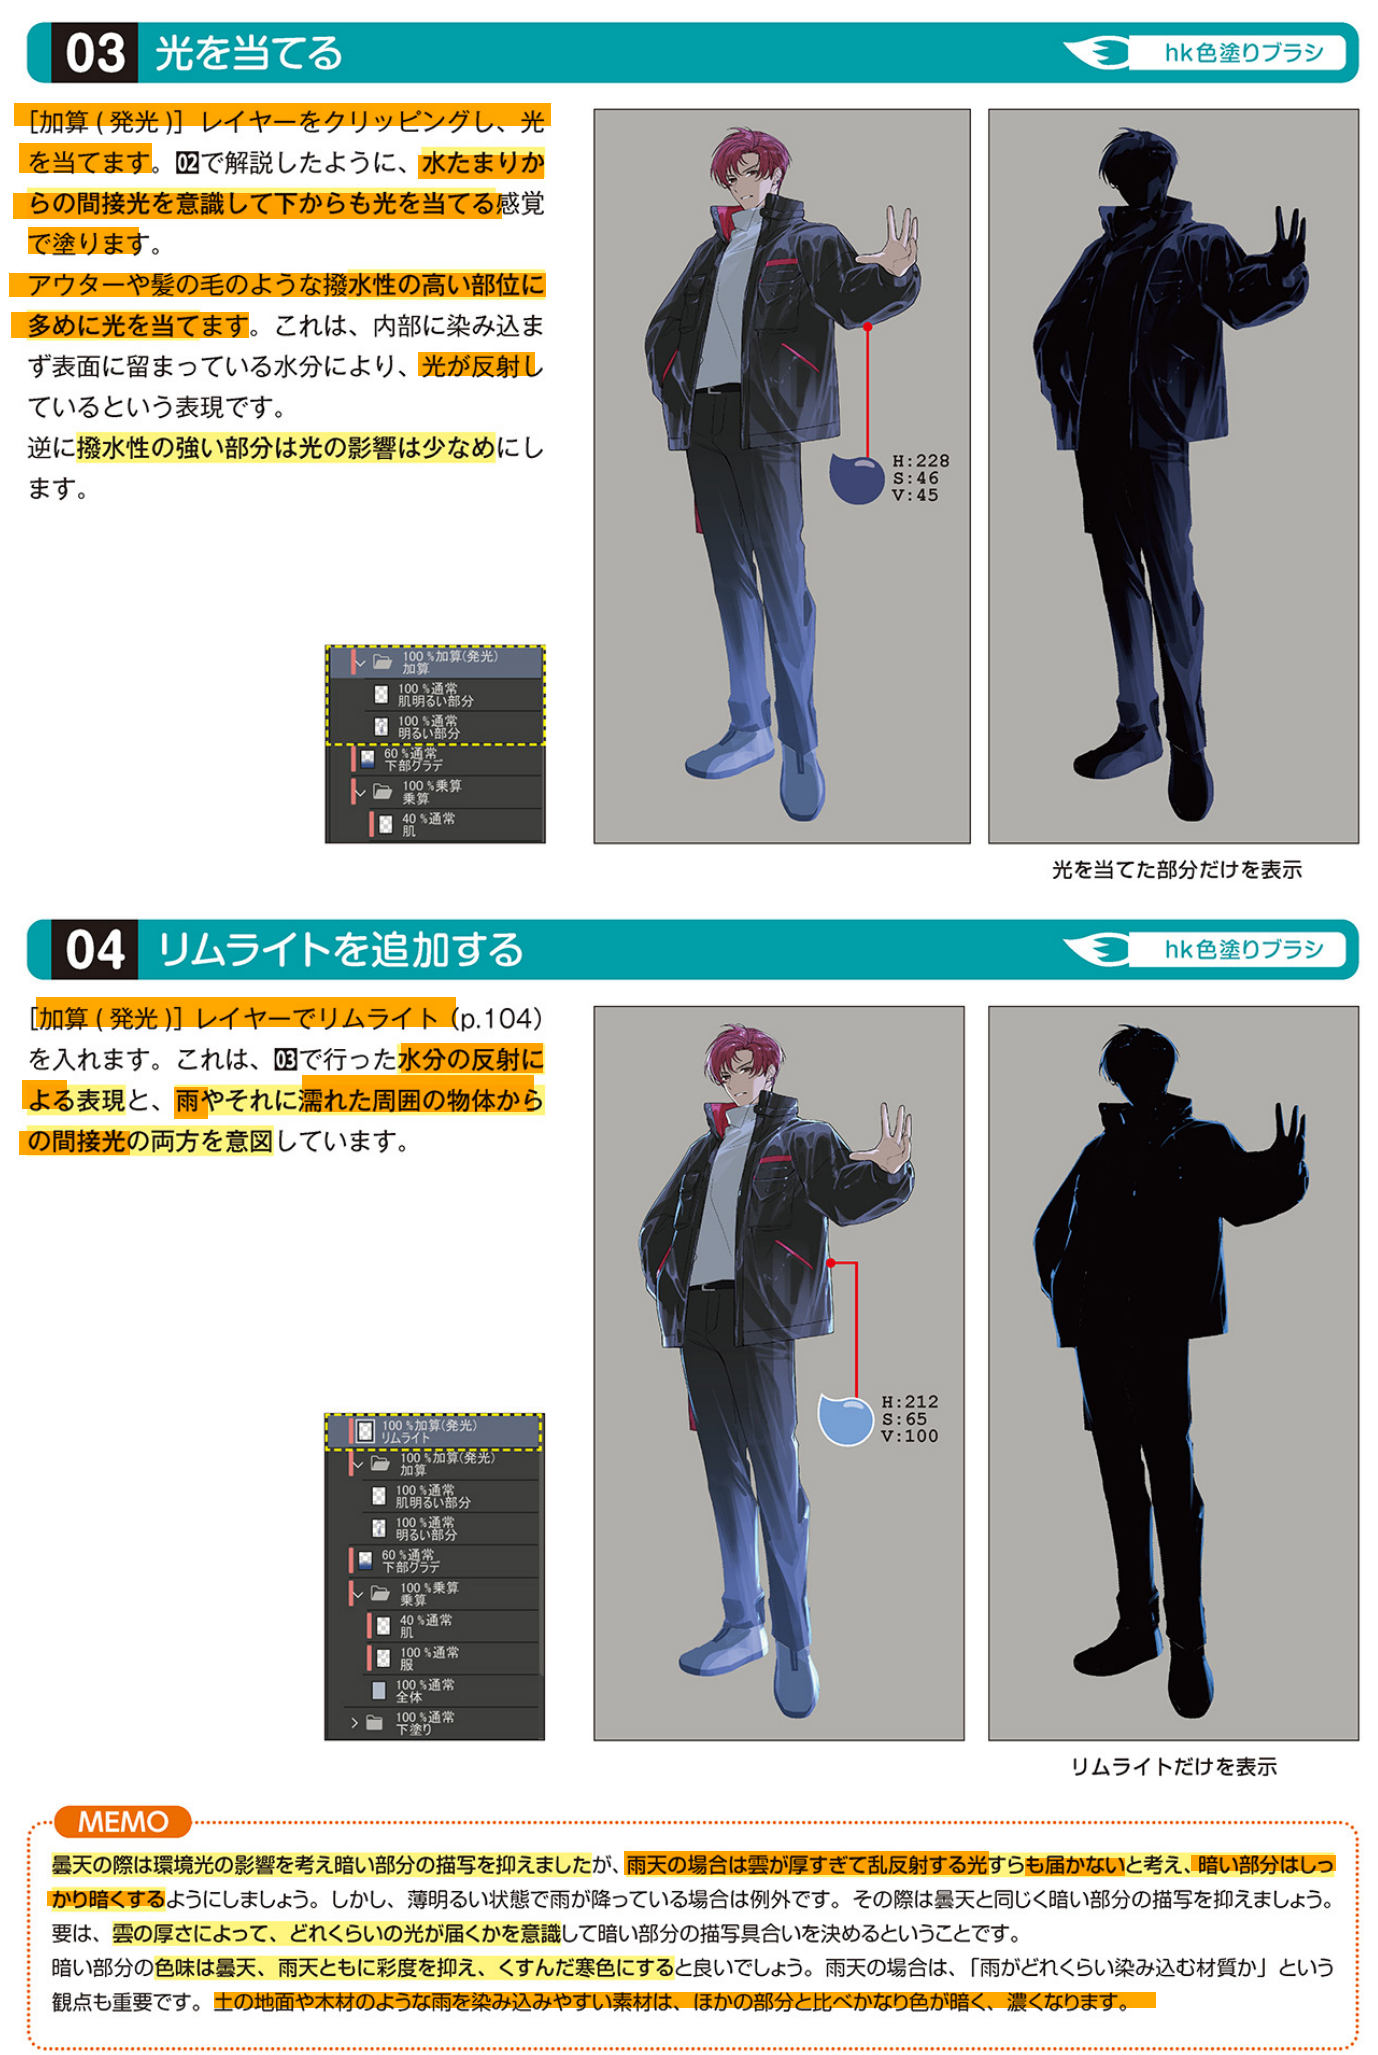 03 光を当てる
hk色塗りブラシ
［加算(発光)］レイヤーをクリッピングし、光
を当てます。02で解説したように、水たまりか
らの間接光を意識して下からも光を当てる感覚
で塗ります。
アウターや髪の毛のような撥水性の高い部位に
多めに光を当てます。これは、内部に染み込ま
ず表面に留まっている水分により、光が反射し
ているという表現です。
逆に撥水性の強い部分は光の影響は少なめにし
ます。
100 %加算(発光)
加算
100 %通常
肌明るい部分
100 %通常
明るい部分
60 %通常
下部グラデ
100 %乗算
乗算
40 %通常
肌
H:228
S:46
V:45
光を当てた部分だけを表示
04 リムライトを追加する
hk色塗りブラシ
［加算(発光)］レイヤーでリムライト（p.104）
を入れます。これは、03で行った水分の反射に
よる表現と、雨やそれに濡れた周囲の物体から
の間接光の両方を意図しています。
100 %加算(発光)
リムライト
100 %加算(発光)
加算
100 %通常
肌明るい部分
100 %通常
明るい部分
60 %通常
下部グラデ
100 %乗算
乗算
40 %通常
肌
100 %通常
服
100 %通常
全体
100 %通常
下塗り
H:212
S:65
V:100
リムライトだけを表示
MEMO
曇天の際は環境光の影響を考え暗い部分の描写を抑えましたが、雨天の場合は雲が厚すぎて乱反射する光すらも届かないと考え、暗い部分はしっ
かり暗くするようにしましょう。しかし、薄明るい状態で雨が降っている場合は例外です。その際は曇天と同じく暗い部分の描写を抑えましょう。
要は、雲の厚さによって、どれくらいの光が届くかを意識して暗い部分の描写具合いを決めるということです。
暗い部分の色味は曇天、雨天ともに彩度を抑え、くすんだ寒色にすると良いでしょう。雨天の場合は、「雨がどれくらい染み込む材質か」という
観点も重要です。土の地面や木材のような雨を染み込みやすい素材は、ほかの部分と比べかなり色が暗く、濃くなります。